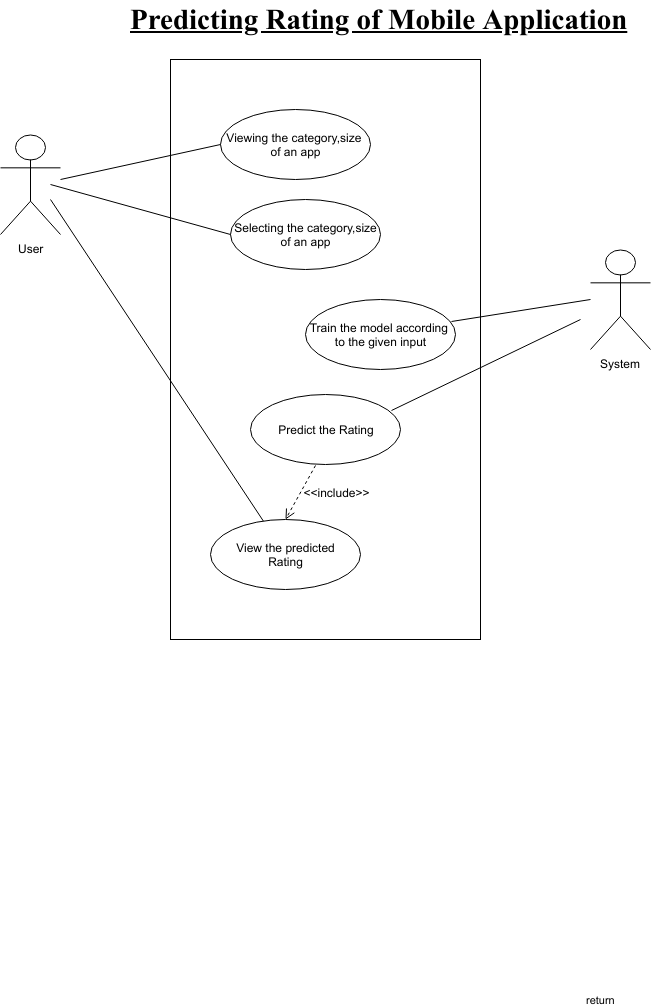 Predicting Rating of Mobile Application
Viewing the category,size
of an app
User
Selecting the category,size
of an app
Train the model according
to the given input
System
Predict the Rating
<<include>>
View the predicted
Rating
return